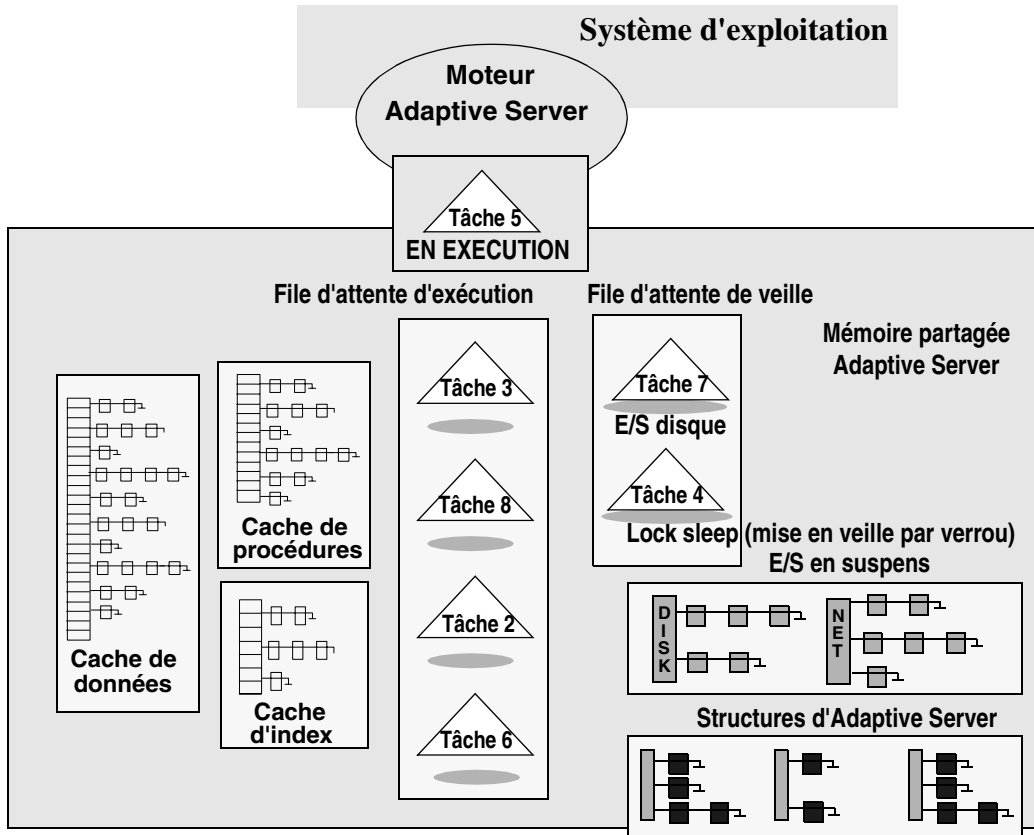 Système d'exploitation
Moteur
Adaptive Server
Tâche 5
EN EXECUTION
File d'attente d'exécution
File d'attente de veille
Mémoire partagée
Adaptive Server
Tâche 3
Tâche 7
E/S disque
Tâche 8
Tâche 4
Lock sleep (mise en veille par verrou)
E/S en suspens
Cache de
procédures
DISK
NET
Tâche 2
Cache de
données
Cache
d'index
Structures d'Adaptive Server
Tâche 6